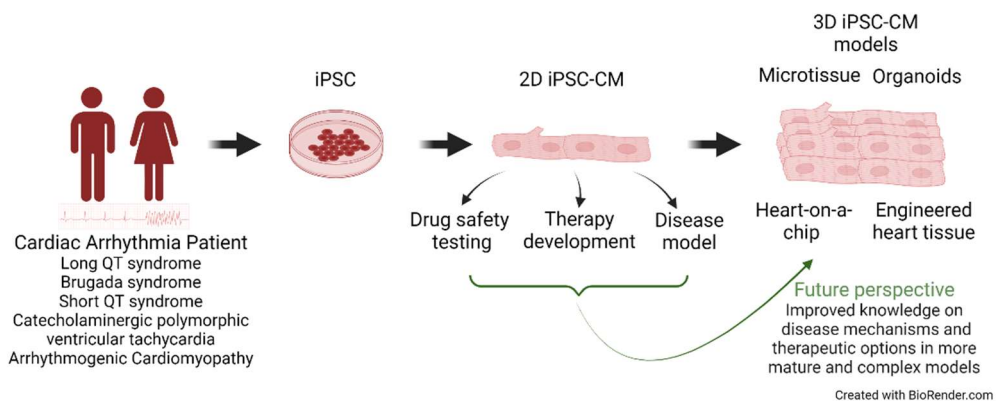 Cardiac Arrhythmia Patient
Long QT syndrome
Brugada syndrome
Short QT syndrome
Catecholaminergic polymorphic
ventricular tachycardia
Arrhythmogenic Cardiomyopathy
iPSC
2D iPSC-CM
Drug safety
testing
Therapy
development
Disease
model
3D iPSC-CM
models
Microtissue
Organoids
Heart-on-a-
chip
Engineered
heart tissue
Future perspective
Improved knowledge on
disease mechanisms and
therapeutic options in more
mature and complex models
Created with BioRender.com